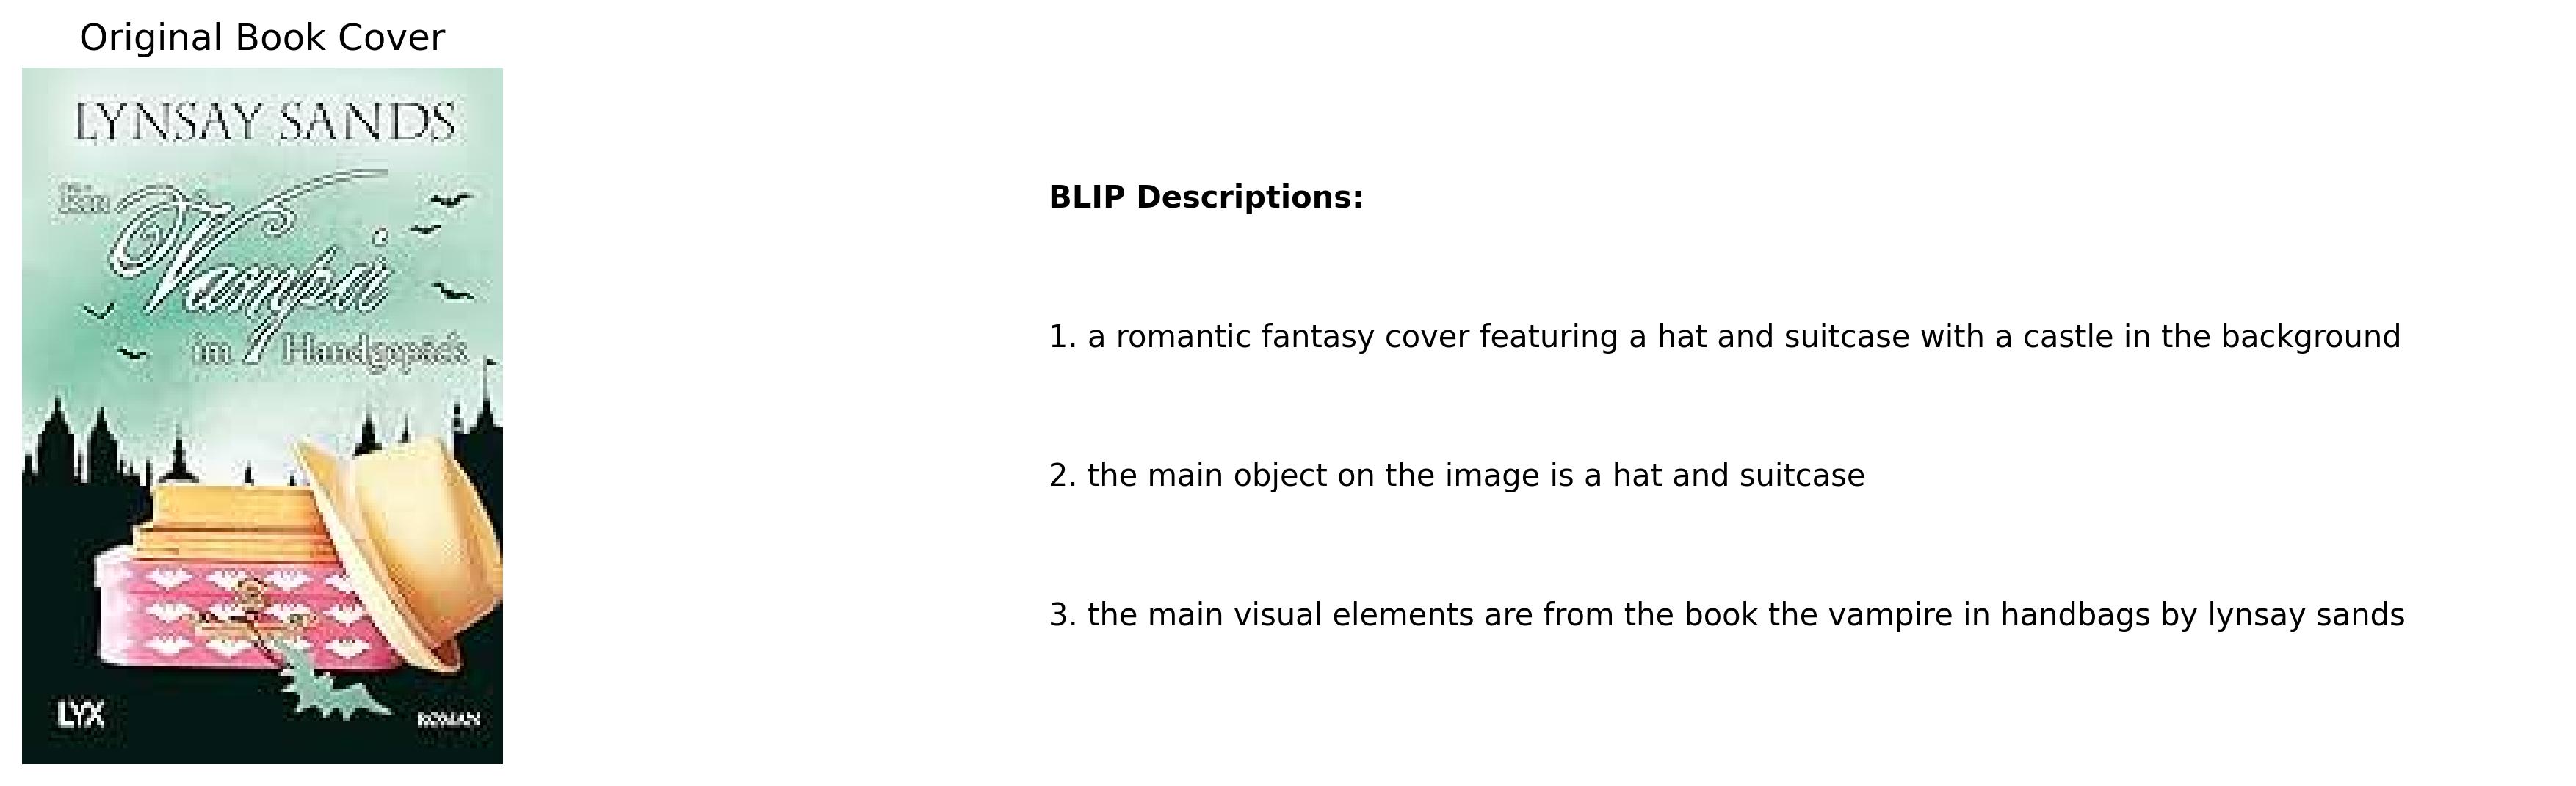 Original Book Cover
LYNSAY SANDS
Ein
Vampir
im Handgepäck
LYX
ROMAN
BLIP Descriptions:
1. a romantic fantasy cover featuring a hat and suitcase with a castle in the background
2. the main object on the image is a hat and suitcase
3. the main visual elements are from the book the vampire in handbags by lynsay sands